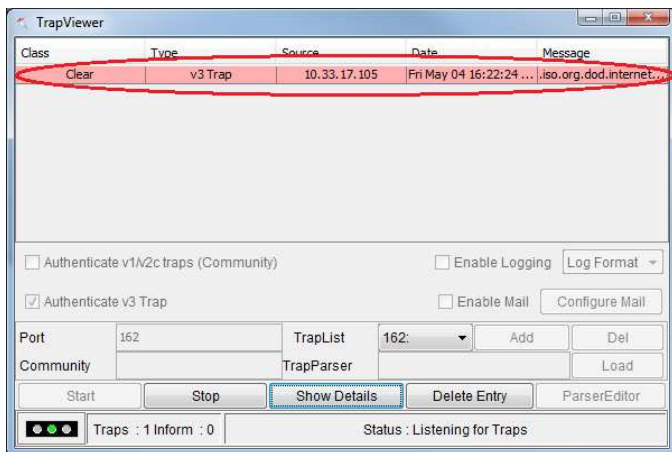 TrapViewer
Class Type Source Date Message
Clear v3 Trap 10.33.17.105 Fri May 04 16:22:24 ... .iso.org.dod.internet....
Authenticate v1/v2c traps (Community) Enable Logging Log Format
Authenticate v3 Trap Enable Mail Configure Mail
Port 162 TrapList 162: Add Del
Community TrapParser Load
Start Stop Show Details Delete Entry ParserEditor
Traps : 1 Inform : 0 Status : Listening for Traps